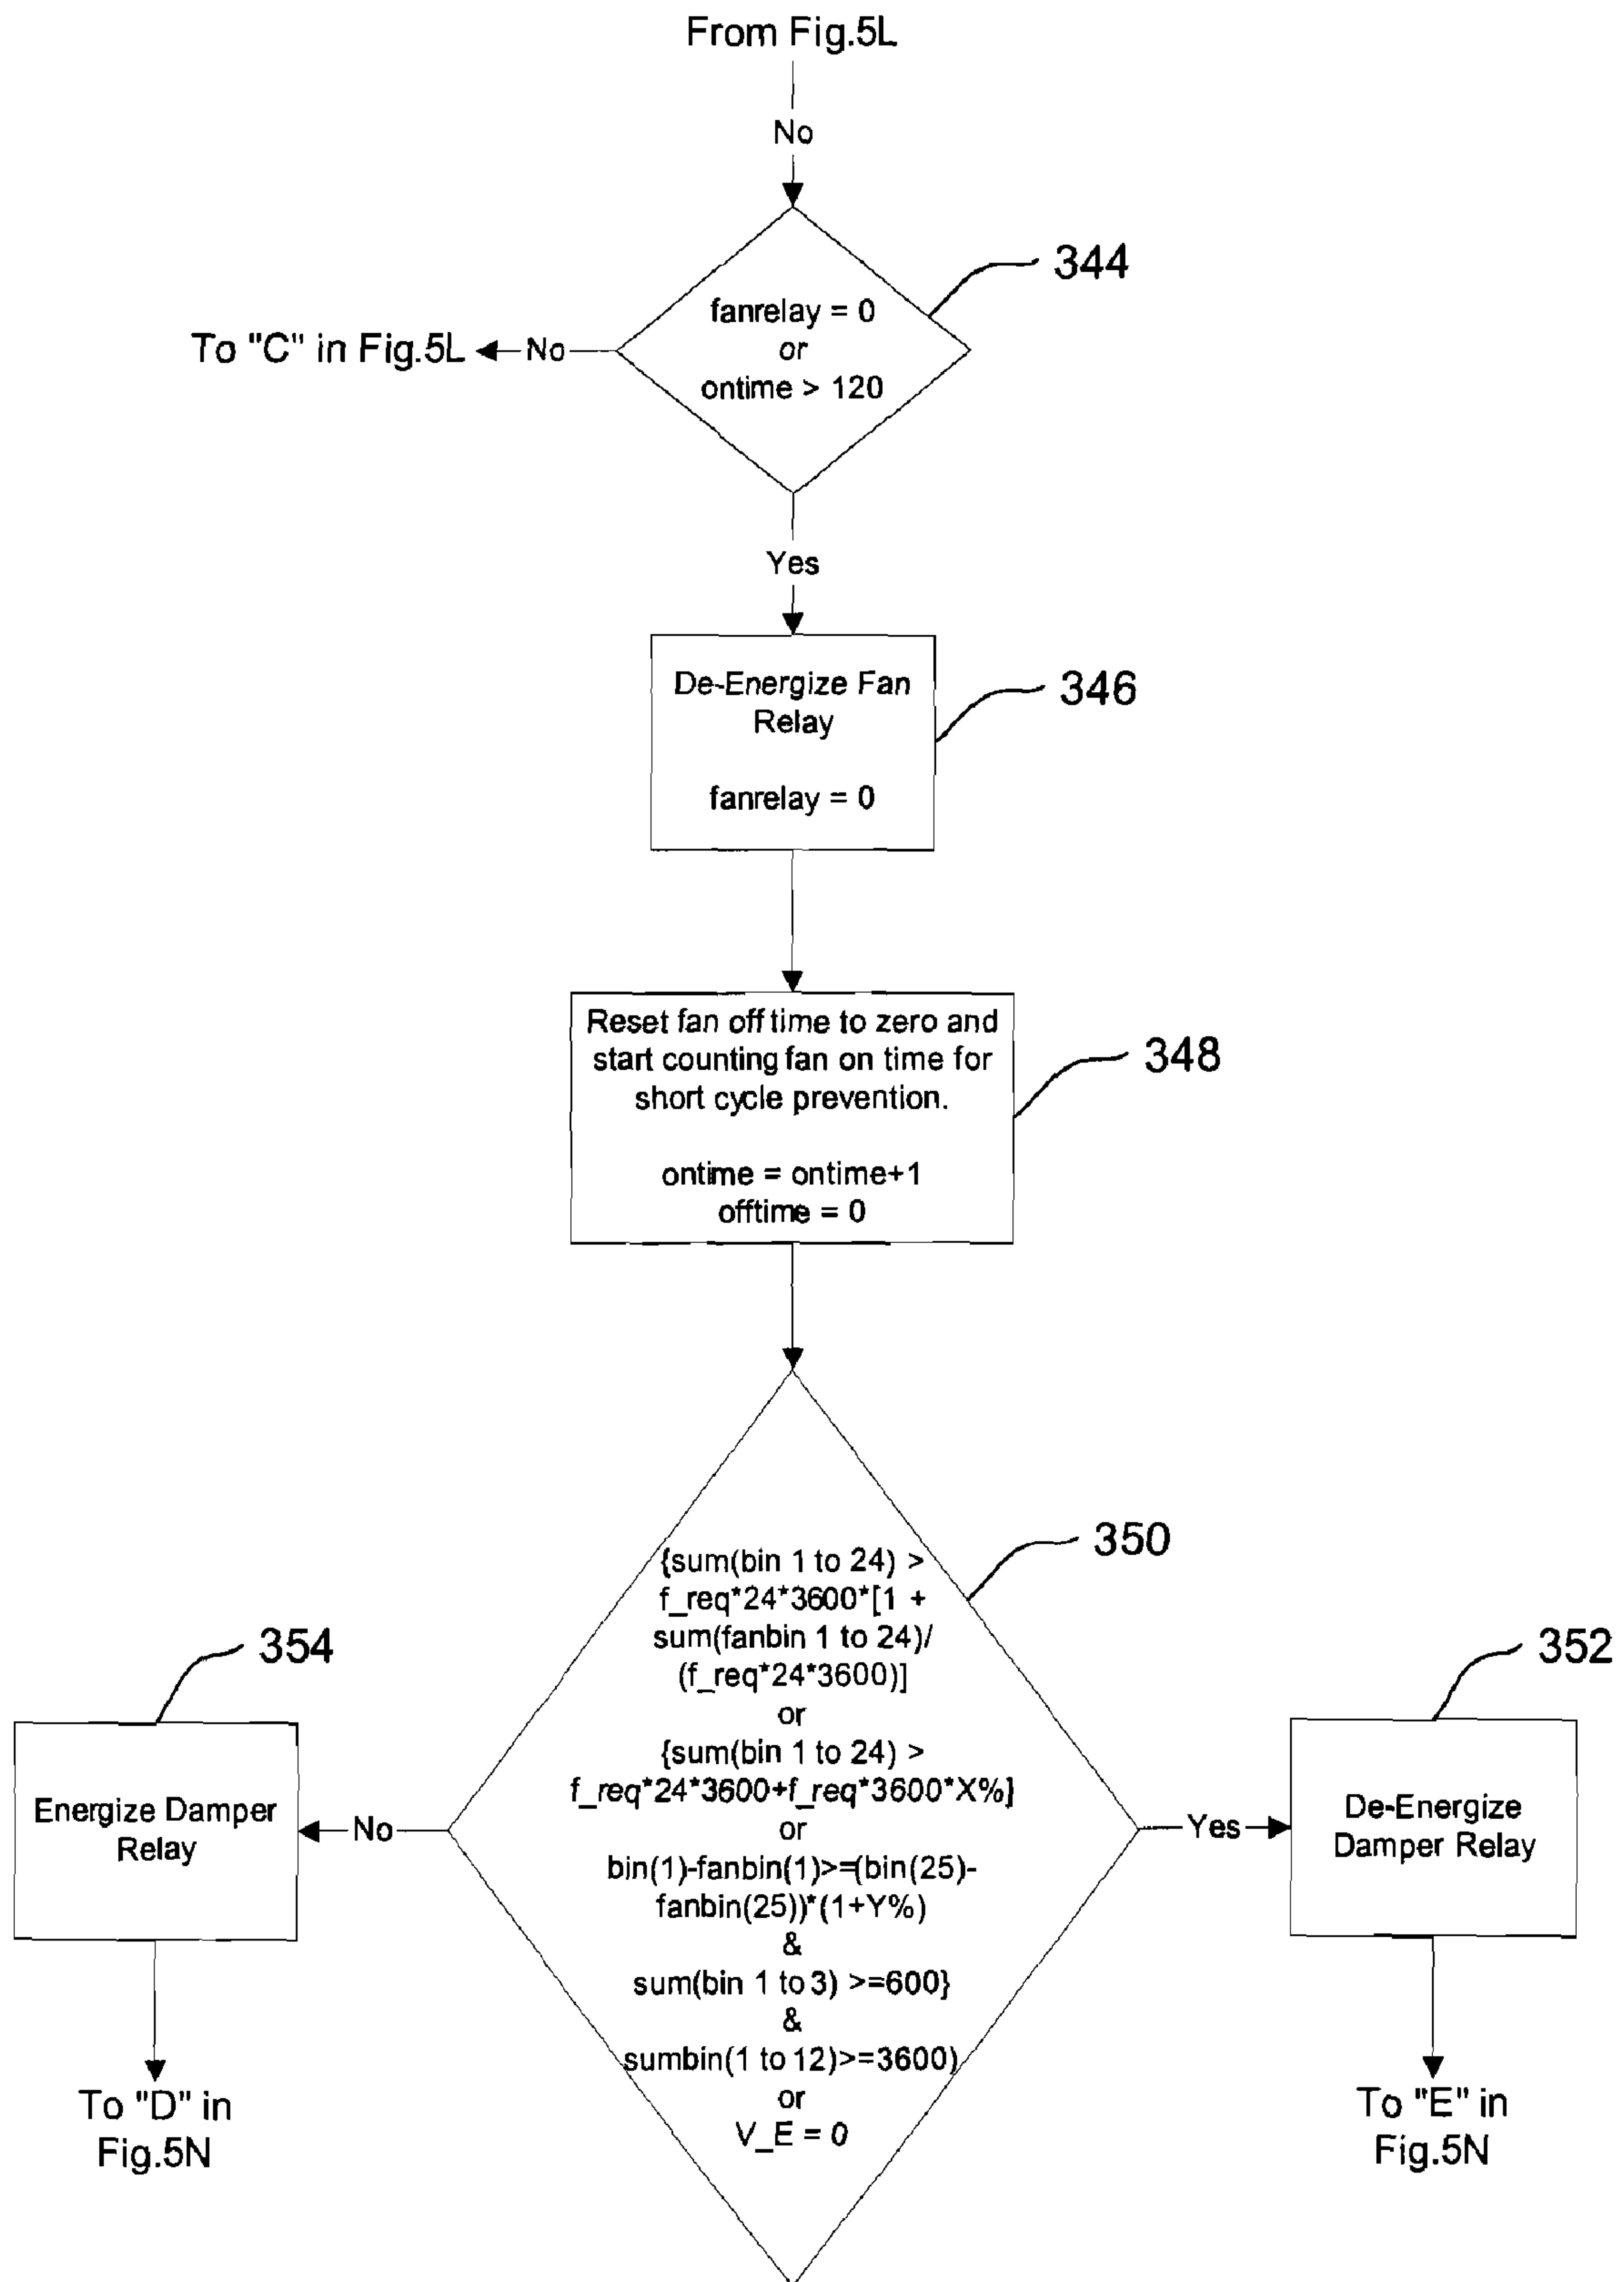 From Fig.5L
No
344
fanrelay = 0
or
ontime > 120
To "C" in Fig.5L
No
Yes
De-Energize Fan
Relay
fanrelay = 0
346
Reset fan off time to zero and
start counting fan on time for
short cycle prevention.
ontime = ontime+1
offtime = 0
348
{sum(bin 1 to 24) >
f_req*24*3600*[1 +
sum(fanbin 1 to 24)/
(f_req*24*3600)]
or
{sum(bin 1 to 24) >
f_req*24*3600+f_req*3600*X%]
or
bin(1)-fanbin(1)>=(bin(25)-
fanbin(25))*(1+Y%)
&
sum(bin 1 to 3) >=600}
&
sumbin(1 to 12)>=3600)
or
V_E = 0
350
No
354
Energize Damper
Relay
To "D" in
Fig.5N
Yes
352
De-Energize
Damper Relay
To "E" in
Fig.5N